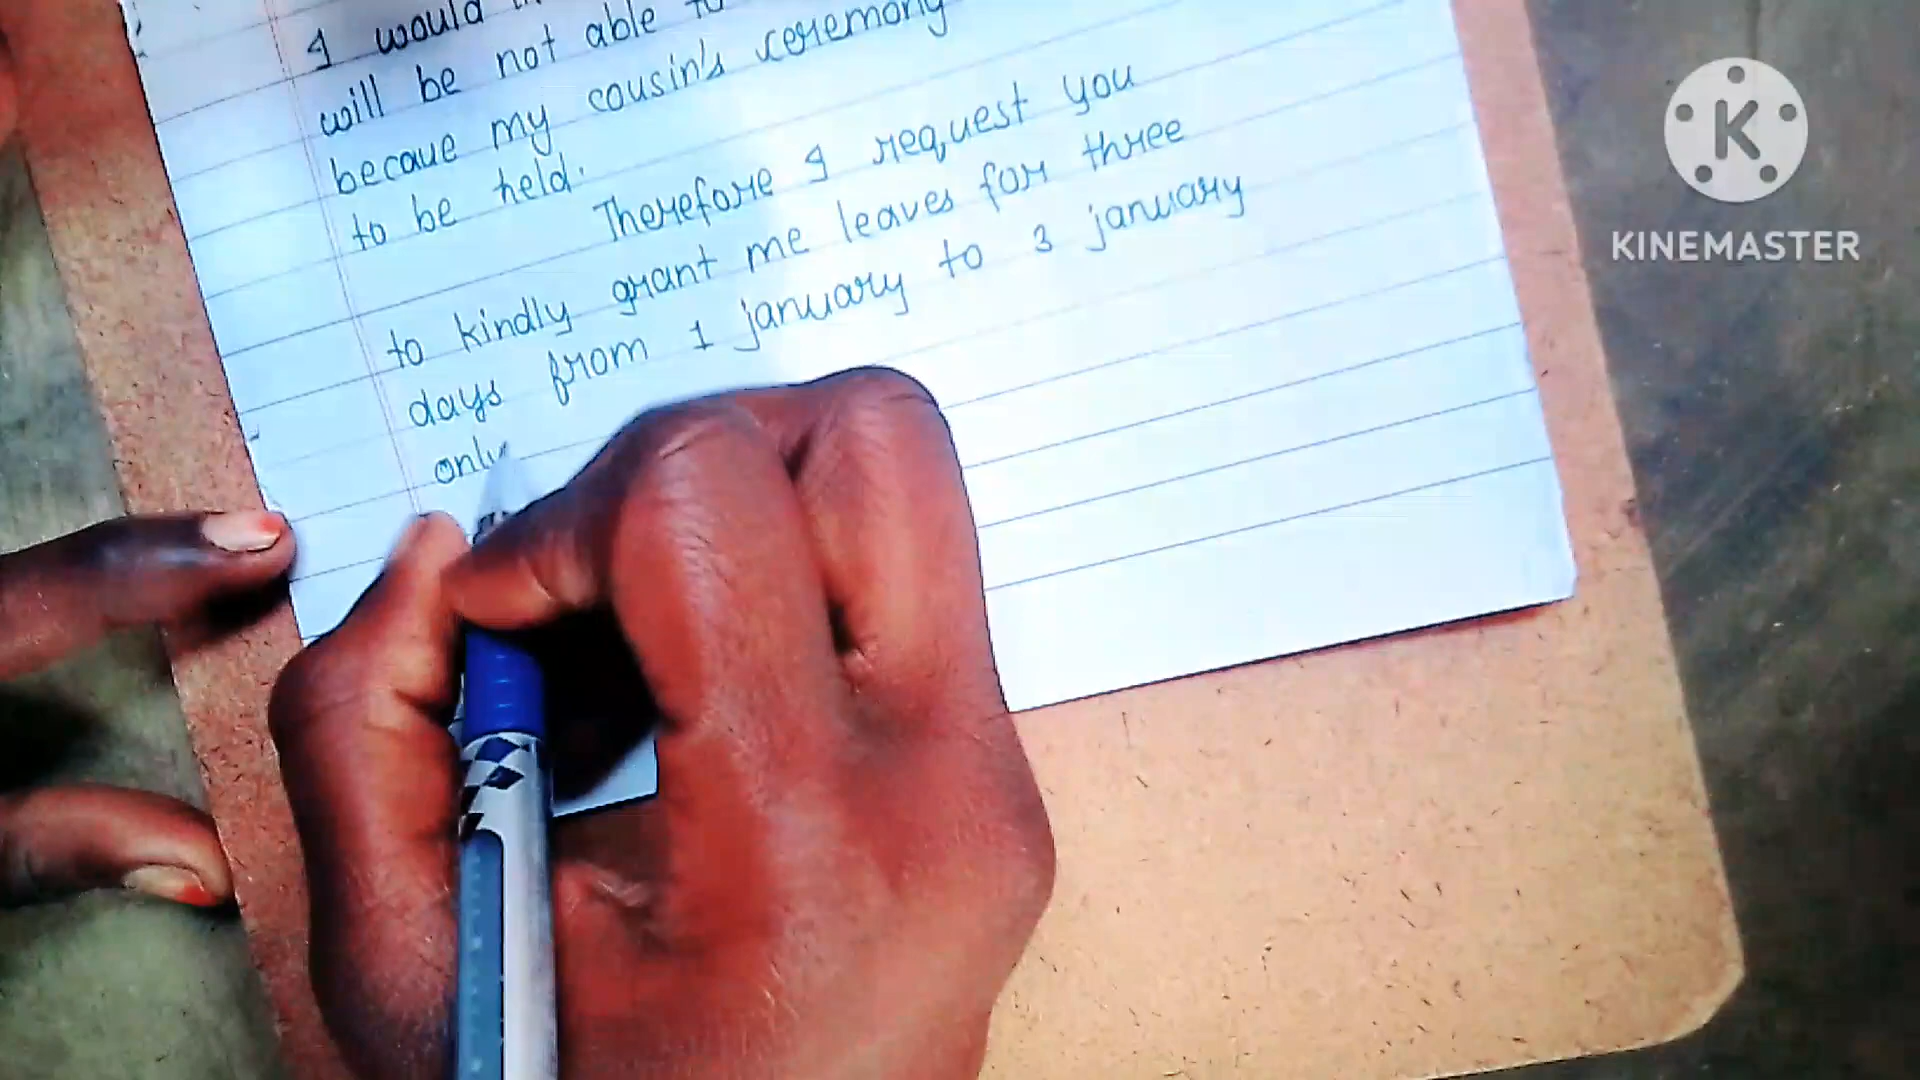 I would
will be not able to
becaue my cousin's ceremony
to be held.
Therefore I request you
to kindly grant me leaves for three
days from 1 january to 3 january
only
K
KINEMASTER